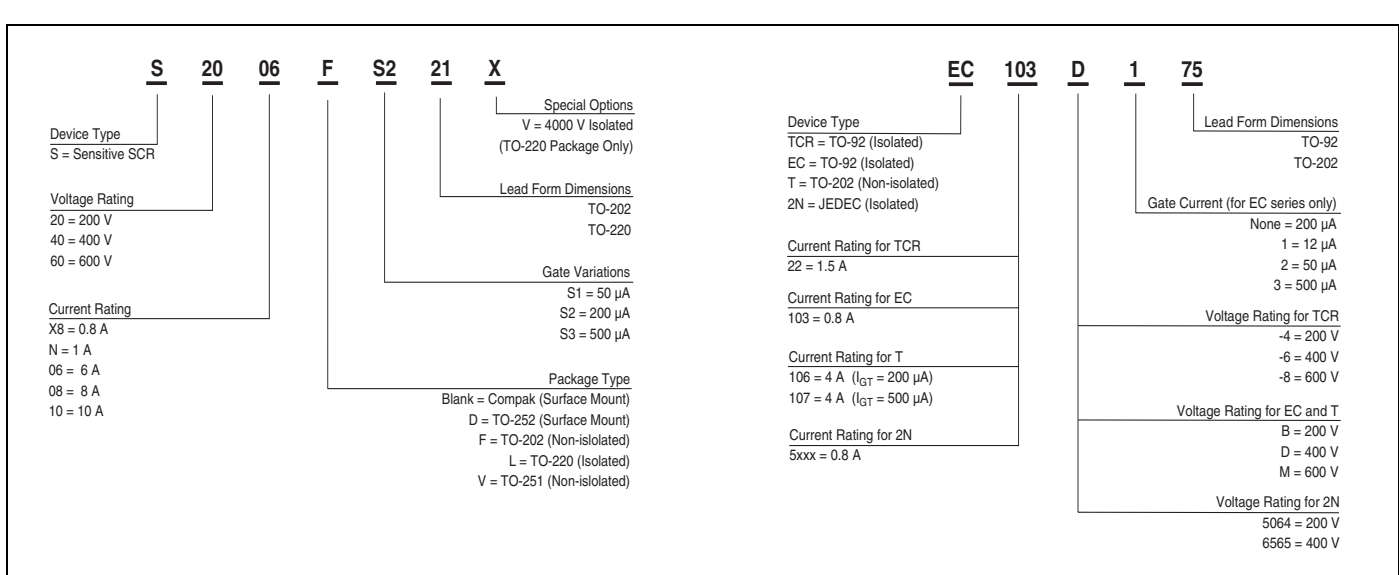 S 20 06 F S2 21 X
Special Options
V = 4000 V Isolated
(TO-220 Package Only)
Device Type
S = Sensitive SCR
Lead Form Dimensions
TO-202
TO-220
Voltage Rating
20 = 200 V
40 = 400 V
60 = 600 V
Gate Variations
S1 = 50 µA
S2 = 200 µA
S3 = 500 µA
Current Rating
X8 = 0.8 A
N = 1 A
06 = 6 A
08 = 8 A
10 = 10 A
Package Type
Blank = Compak (Surface Mount)
D = TO-252 (Surface Mount)
F = TO-202 (Non-islolated)
L = TO-220 (Isolated)
V = TO-251 (Non-islolated)
EC 103 D 1 75
Device Type
TCR = TO-92 (Isolated)
EC = TO-92 (Isolated)
T = TO-202 (Non-isolated)
2N = JEDEC (Isolated)
Lead Form Dimensions
TO-92
TO-202
Gate Current (for EC series only)
None = 200 µA
1 = 12 µA
2 = 50 µA
3 = 500 µA
Current Rating for TCR
22 = 1.5 A
Current Rating for EC
103 = 0.8 A
Current Rating for T
106 = 4 A (IGT = 200 µA)
107 = 4 A (IGT = 500 µA)
Current Rating for 2N
5xxx = 0.8 A
Voltage Rating for TCR
-4 = 200 V
-6 = 400 V
-8 = 600 V
Voltage Rating for EC and T
B = 200 V
D = 400 V
M = 600 V
Voltage Rating for 2N
5064 = 200 V
6565 = 400 V